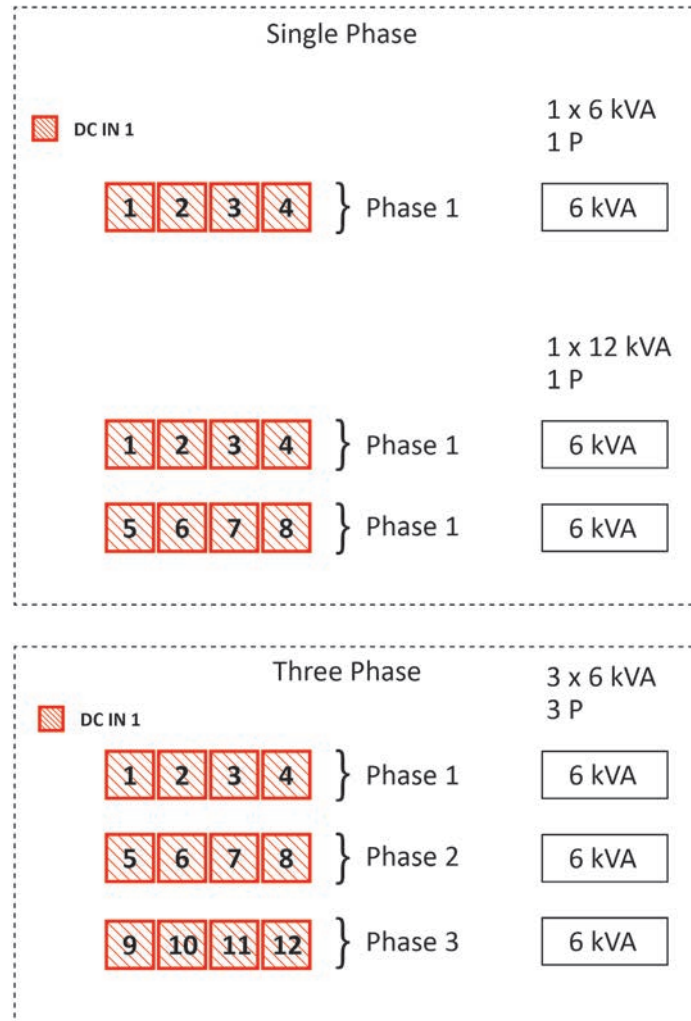 Single Phase
1 x 6 kVA
1 P
DC IN 1
1 2 3 4 } Phase 1 6 kVA
1 x 12 kVA
1 P
1 2 3 4 } Phase 1 6 kVA
5 6 7 8 } Phase 1 6 kVA
Three Phase
3 x 6 kVA
3 P
DC IN 1
1 2 3 4 } Phase 1 6 kVA
5 6 7 8 } Phase 2 6 kVA
9 10 11 12 } Phase 3 6 kVA